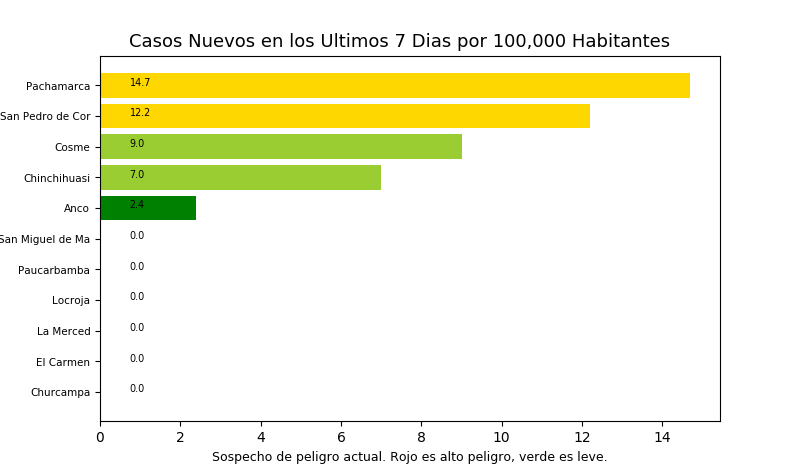 Casos Nuevos en los Ultimos 7 Dias por 100,000 Habitantes
Pachamarca 14.7
San Pedro de Cor 12.2
Cosme 9.0
Chinchihuasi 7.0
Anco 2.4
San Miguel de Ma 0.0
Paucarbamba 0.0
Locroja 0.0
La Merced 0.0
El Carmen 0.0
Churcampa 0.0
0 2 4 6 8 10 12 14
Sospecho de peligro actual. Rojo es alto peligro, verde es leve.